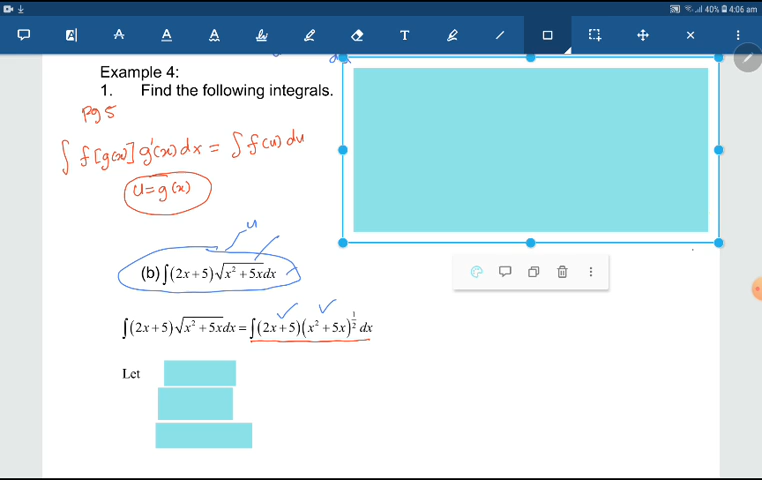 40% 4:06 am
A A A A T
Example 4:
1. Find the following integrals.
Pg 5
∫ f[g(x)] g'(x) dx = ∫ f(u) du
u = g(x)
u
(b) ∫(2x+5)√(x² + 5x)dx
∫(2x+5)√(x² + 5x)dx = ∫(2x+5)(x² + 5x)^(1/2) dx
Let